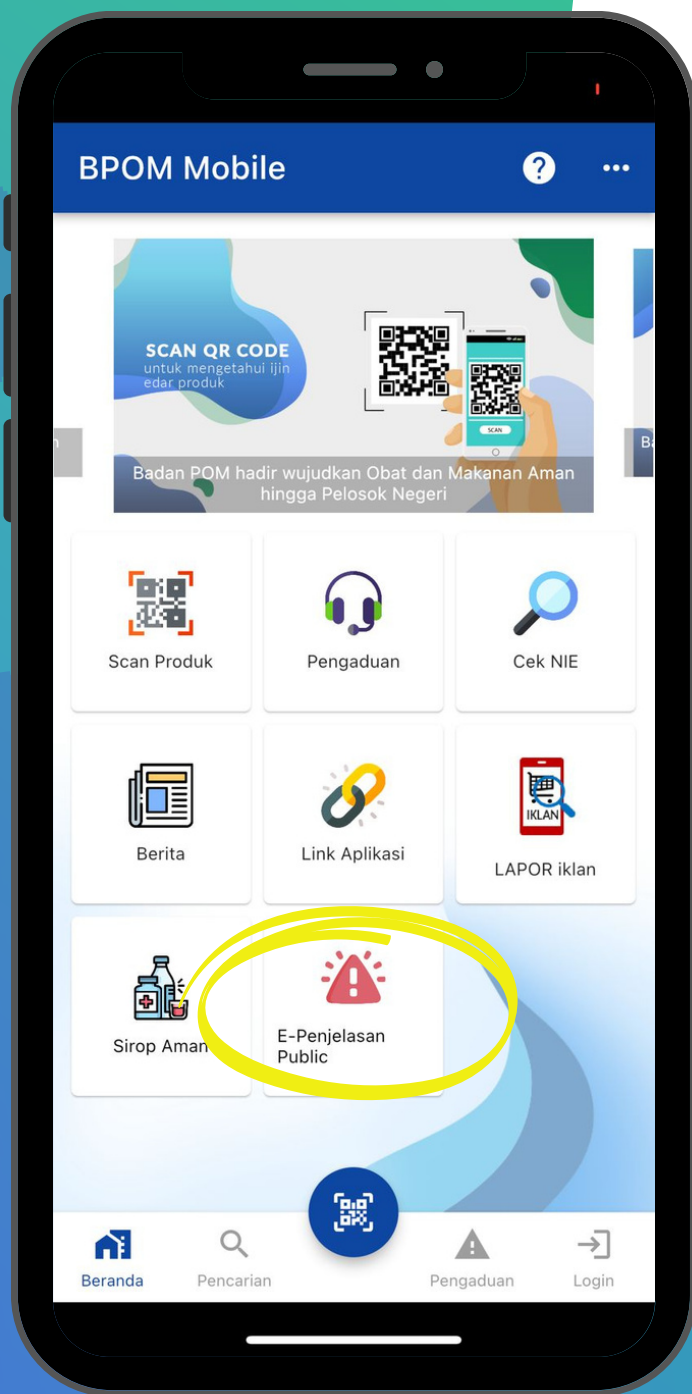 BPOM Mobile
SCAN QR CODE
untuk mengetahui ijin
edar produk
SCAN
Badan POM hadir wujudkan Obat dan Makanan Aman
hingga Pelosok Negeri
Scan Produk
Pengaduan
Cek NIE
Berita
Link Aplikasi
IKLAN
LAPOR iklan
Sirop Aman
E-Penjelasan
Public
Beranda
Pencarian
Pengaduan
Login